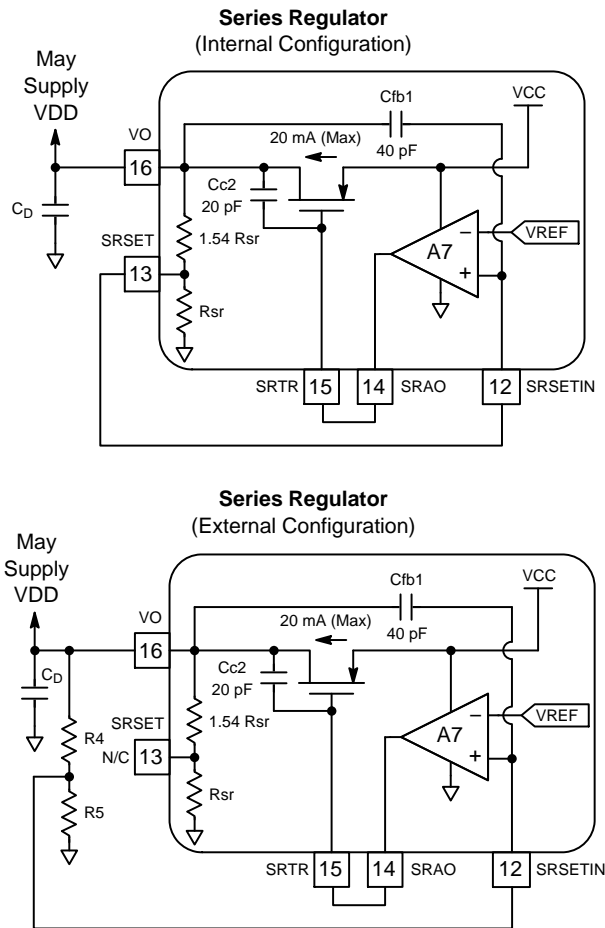 Series Regulator
(Internal Configuration)
May
Supply
VDD
VO
16
CD
SRSET
13
Cfb1
40 pF
VCC
20 mA (Max)
Cc2
20 pF
1.54 Rsr
Rsr
A7
−
+
VREF
SRTR
15
14
SRAO
12
SRSETIN
Series Regulator
(External Configuration)
May
Supply
VDD
VO
16
CD
R4
SRSET
N/C
13
R5
Cfb1
40 pF
VCC
20 mA (Max)
Cc2
20 pF
1.54 Rsr
Rsr
A7
−
+
VREF
SRTR
15
14
SRAO
12
SRSETIN